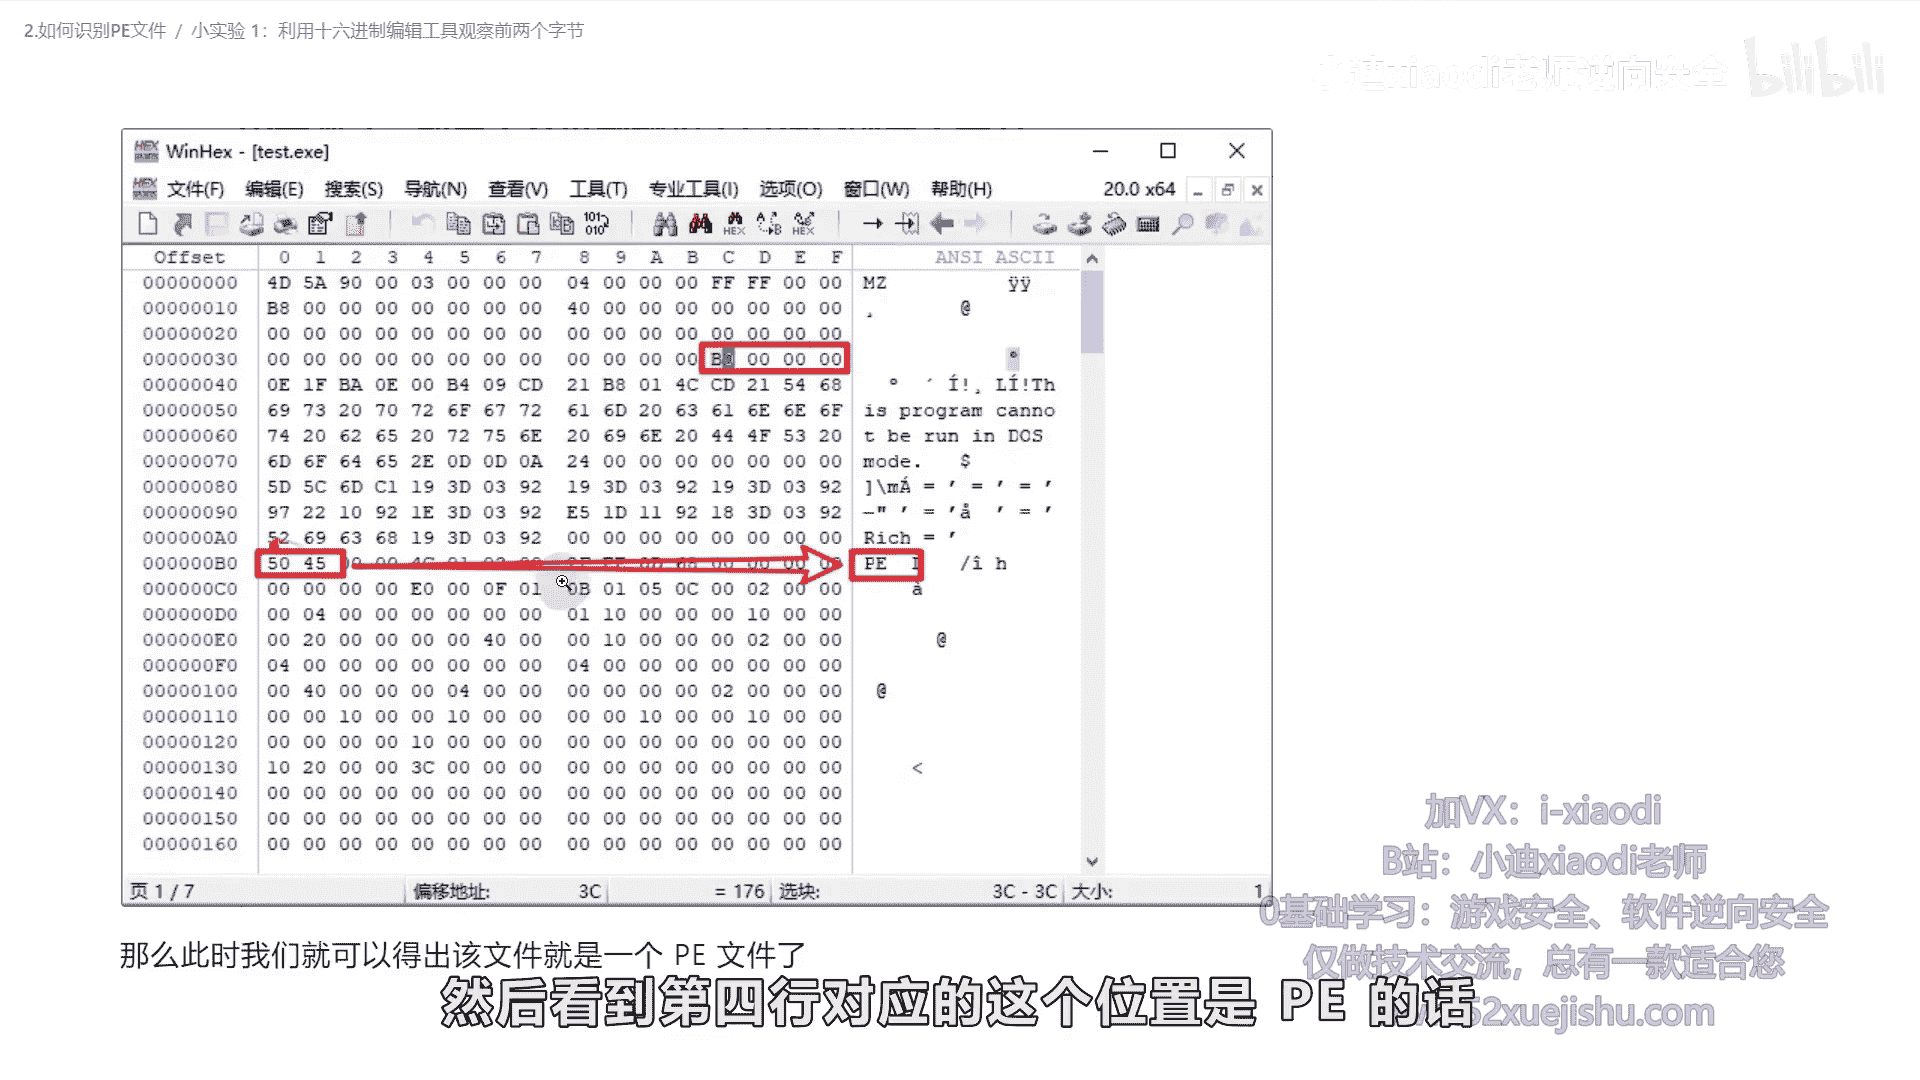 2.如何识别PE文件 / 小实验 1：利用十六进制编辑工具观察前两个字节
小迪xiaodi老师逆向安全 bilibili
WinHex - [test.exe]
文件(F) 编辑(E) 搜索(S) 导航(N) 查看(V) 工具(T) 专业工具(I) 选项(O) 窗口(W) 帮助(H) 20.0 x64
Offset 0 1 2 3 4 5 6 7 8 9 A B C D E F ANSI ASCII
00000000 4D 5A 90 00 03 00 00 00 04 00 00 00 FF FF 00 00 MZ ÿÿ
00000010 B8 00 00 00 00 00 00 00 40 00 00 00 00 00 00 00 ¸ @
00000020 00 00 00 00 00 00 00 00 00 00 00 00 00 00 00 00
00000030 00 00 00 00 00 00 00 00 00 00 00 00 B0 00 00 00 °
00000040 0E 1F BA 0E 00 B4 09 CD 21 B8 01 4C CD 21 54 68 º ´ Í!¸ LÍ!Th
00000050 69 73 20 70 72 6F 67 72 61 6D 20 63 61 6E 6E 6F is program canno
00000060 74 20 62 65 20 72 75 6E 20 69 6E 20 44 4F 53 20 t be run in DOS
00000070 6D 6F 64 65 2E 0D 0D 0A 24 00 00 00 00 00 00 00 mode. $
00000080 5D 5C 6D C1 19 3D 03 92 19 3D 03 92 19 3D 03 92 ]\mÁ = ’ = ’ = ’
00000090 97 22 10 92 1E 3D 03 92 E5 1D 11 92 18 3D 03 92 —" ’ = ’å ’ = ’
000000A0 52 69 63 68 19 3D 03 92 00 00 00 00 00 00 00 00 Rich = ’
000000B0 50 45 00 00 4C 01 03 00 68 00 00 00 00 PE L /î h
000000C0 00 00 00 00 E0 00 0F 01 0B 01 05 0C 00 02 00 00 à
000000D0 00 04 00 00 00 00 00 00 01 10 00 00 00 10 00 00
000000E0 00 20 00 00 00 00 40 00 00 10 00 00 00 02 00 00 @
000000F0 04 00 00 00 00 00 00 00 04 00 00 00 00 00 00 00
00000100 00 40 00 00 00 04 00 00 00 00 00 00 02 00 00 00 @
00000110 00 00 10 00 00 10 00 00 00 00 10 00 00 10 00 00
00000120 00 00 00 00 10 00 00 00 00 00 00 00 00 00 00 00
00000130 10 20 00 00 3C 00 00 00 00 00 00 00 00 00 00 00 <
00000140 00 00 00 00 00 00 00 00 00 00 00 00 00 00 00 00
00000150 00 00 00 00 00 00 00 00 00 00 00 00 00 00 00 00
00000160 00 00 00 00 00 00 00 00 00 00 00 00 00 00 00 00
页 1 / 7 偏移地址: 3C = 176 选块: 3C - 3C 大小: 1
加VX：i-xiaodi
B站：小迪xiaodi老师
0基础学习：游戏安全、软件逆向安全
仅做技术交流，总有一款适合您
52xuejishu.com
那么此时我们就可以得出该文件就是一个 PE 文件了
然后看到第四行对应的这个位置是 PE 的话